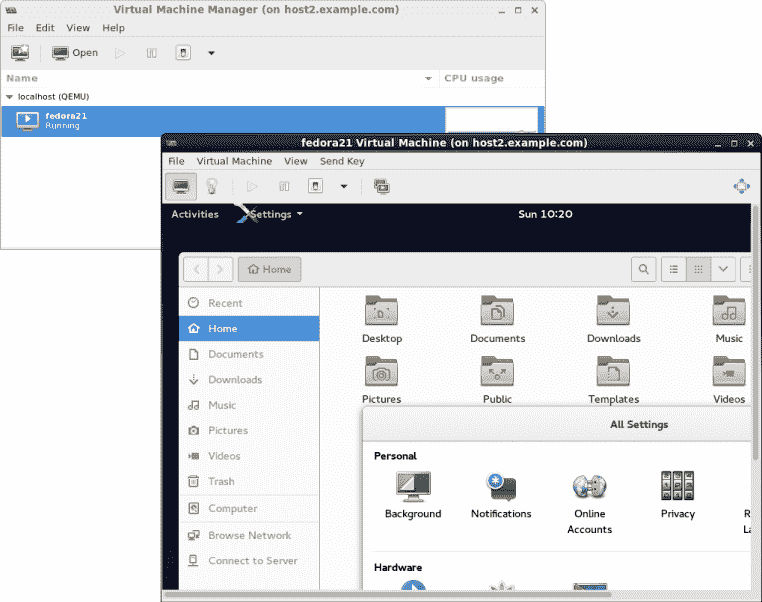 Virtual Machine Manager (on host2.example.com)
File Edit View Help
Open
Name CPU usage
localhost (QEMU)
fedora21
Running
fedora21 Virtual Machine (on host2.example.com)
File Virtual Machine View Send Key
Activities Settings Sun 10:20
Home
Recent
Home
Documents
Downloads
Music
Pictures
Videos
Trash
Computer
Browse Network
Connect to Server
Desktop Documents Downloads Music
Pictures Public Templates Videos
All Settings
Personal
Background Notifications Online Accounts Privacy
Hardware